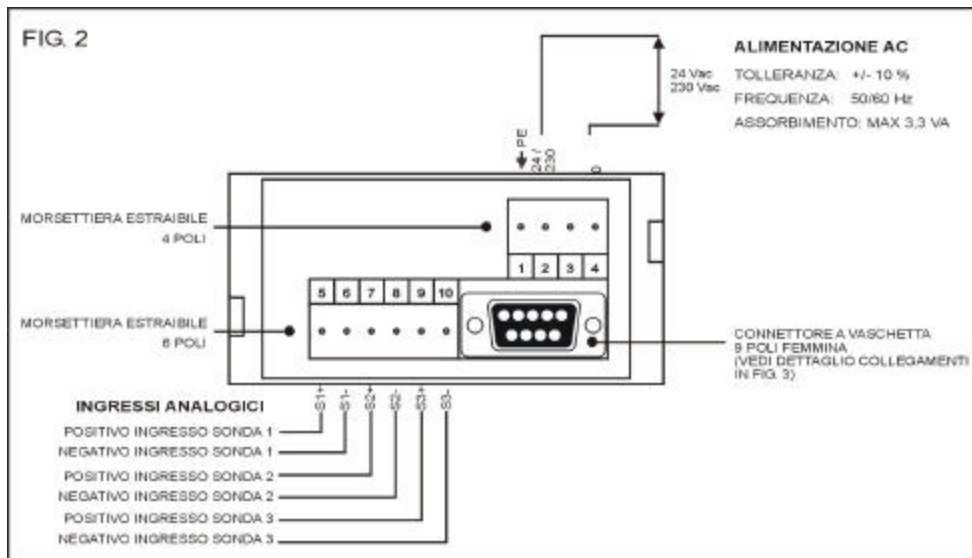 FIG. 2
ALIMENTAZIONE AC
24 Vac
230 Vac
TOLLERANZA: +/- 10 %
FREQUENZA: 50/60 Hz
ASSORBIMENTO: MAX 3,3 VA
PE
24 /
230
0
MORSETTIERA ESTRAIBILE
4 POLI
1 2 3 4
5 6 7 8 9 10
MORSETTIERA ESTRAIBILE
6 POLI
CONNETTORE A VASCHETTA
9 POLI FEMMINA
(VEDI DETTAGLIO COLLEGAMENTI
IN FIG. 3)
S1+ S1- S2+ S2- S3+ S3-
INGRESSI ANALOGICI
POSITIVO INGRESSO SONDA 1
NEGATIVO INGRESSO SONDA 1
POSITIVO INGRESSO SONDA 2
NEGATIVO INGRESSO SONDA 2
POSITIVO INGRESSO SONDA 3
NEGATIVO INGRESSO SONDA 3